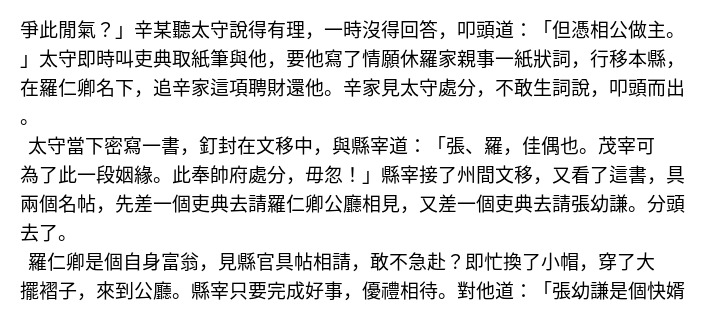 爭此閒氣？」辛某聽太守說得有理，一時沒得回答，叩頭道：「但憑相公做主。
」太守即時叫吏典取紙筆與他，要他寫了情願休羅家親事一紙狀詞，行移本縣，
在羅仁卿名下，追辛家這項聘財還他。辛家見太守處分，不敢生詞說，叩頭而出
。
太守當下密寫一書，釘封在文移中，與縣宰道：「張、羅，佳偶也。茂宰可
為了此一段姻緣。此奉帥府處分，毋忽！」縣宰接了州間文移，又看了這書，具
兩個名帖，先差一個吏典去請羅仁卿公廳相見，又差一個吏典去請張幼謙。分頭
去了。
羅仁卿是個自身富翁，見縣官具帖相請，敢不急赴？即忙換了小帽，穿了大
擺褶子，來到公廳。縣宰只要完成好事，優禮相待。對他道：「張幼謙是個快婿